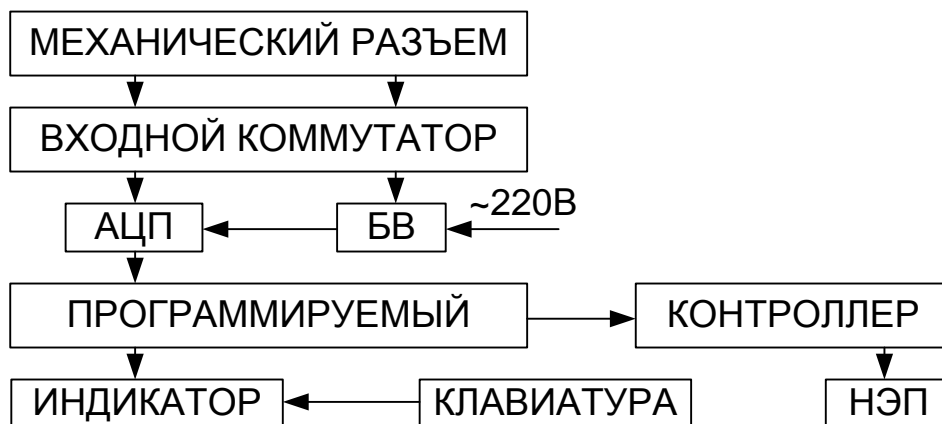 МЕХАНИЧЕСКИЙ РАЗЪЕМ
ВХОДНОЙ КОММУТАТОР
АЦП
БВ
~220В
ПРОГРАММИРУЕМЫЙ
КОНТРОЛЛЕР
ИНДИКАТОР
КЛАВИАТУРА
НЭП